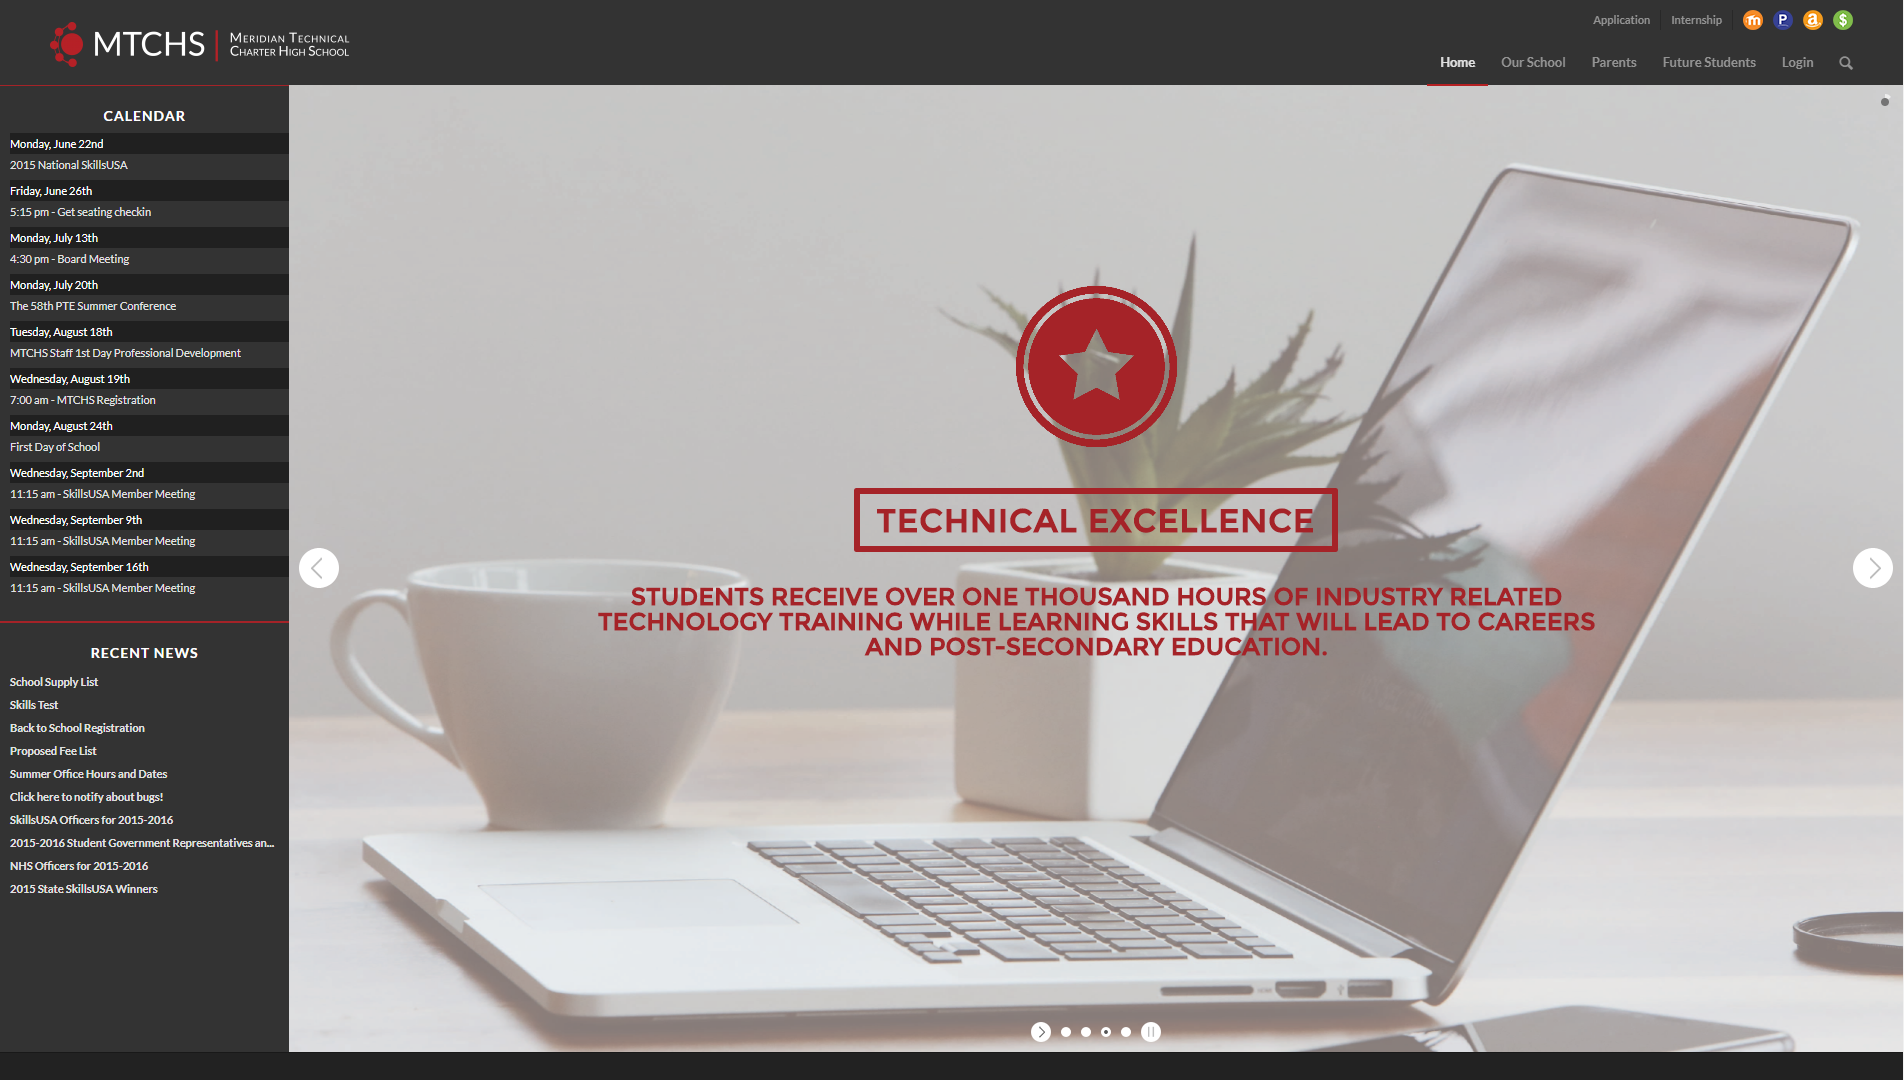 MTCHS
MERIDIAN TECHNICAL
CHARTER HIGH SCHOOL
Application
Internship
m
P
a
$
Home
Our School
Parents
Future Students
Login
CALENDAR
Monday, June 22nd
2015 National SkillsUSA
Friday, June 26th
5:15 pm - Get seating checkin
Monday, July 13th
4:30 pm - Board Meeting
Monday, July 20th
The 58th PTE Summer Conference
Tuesday, August 18th
MTCHS Staff 1st Day Professional Development
Wednesday, August 19th
7:00 am - MTCHS Registration
Monday, August 24th
First Day of School
Wednesday, September 2nd
11:15 am - SkillsUSA Member Meeting
Wednesday, September 9th
11:15 am - SkillsUSA Member Meeting
Wednesday, September 16th
11:15 am - SkillsUSA Member Meeting
RECENT NEWS
School Supply List
Skills Test
Back to School Registration
Proposed Fee List
Summer Office Hours and Dates
Click here to notify about bugs!
SkillsUSA Officers for 2015-2016
2015-2016 Student Government Representatives an...
NHS Officers for 2015-2016
2015 State SkillsUSA Winners
TECHNICAL EXCELLENCE
STUDENTS RECEIVE OVER ONE THOUSAND HOURS OF INDUSTRY RELATED
TECHNOLOGY TRAINING WHILE LEARNING SKILLS THAT WILL LEAD TO CAREERS
AND POST-SECONDARY EDUCATION.